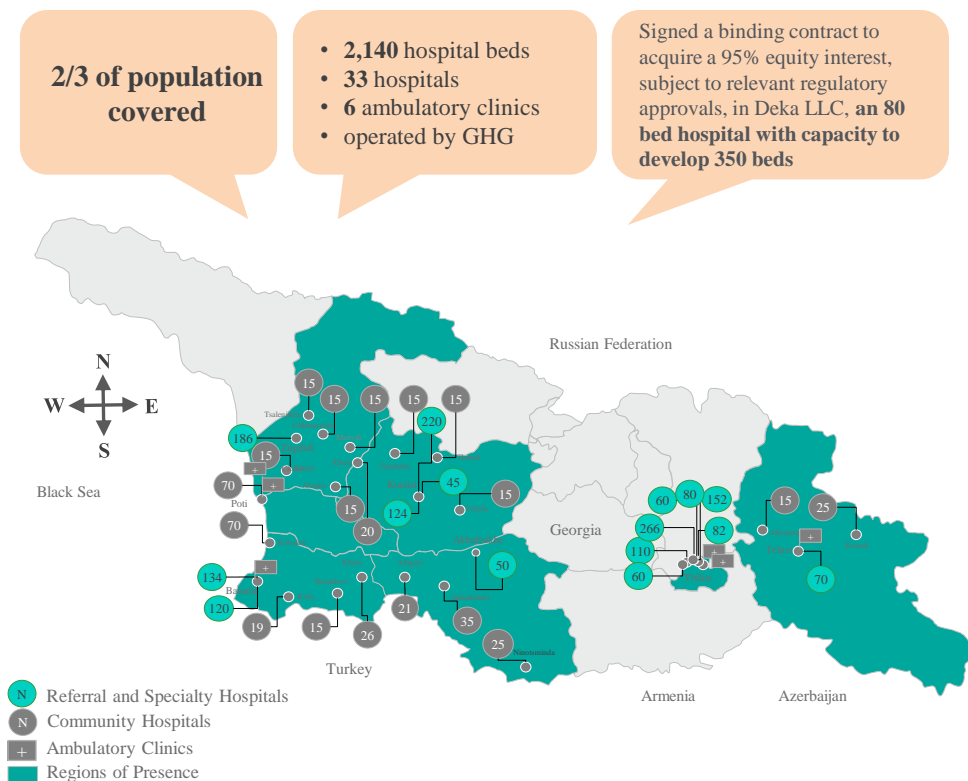 2/3 of population
covered
• 2,140 hospital beds
• 33 hospitals
• 6 ambulatory clinics
• operated by GHG
Signed a binding contract to
acquire a 95% equity interest,
subject to relevant regulatory
approvals, in Deka LLC, an 80
bed hospital with capacity to
develop 350 beds
Russian Federation
N
W E
S
Black Sea
15
15
15
15
15
220
186
15
70
Poti
70
124
45
15
15
20
134
120
19
15
26
21
35
50
25
Ninotsminda
Georgia
60
80
152
266
82
110
60
15
25
70
Turkey
Armenia
Azerbaijan
N Referral and Specialty Hospitals
N Community Hospitals
+ Ambulatory Clinics
Regions of Presence